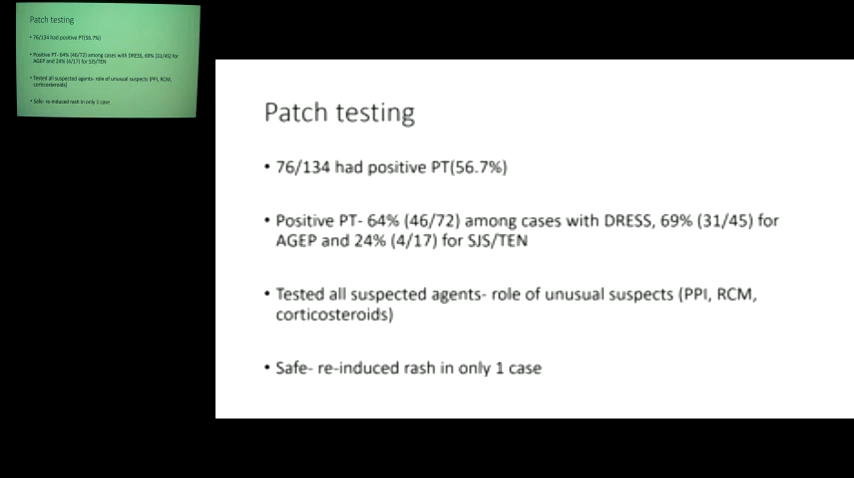 Patch testing
• 76/134 had positive PT(56.7%)
• Positive PT- 64% (46/72) among cases with DRESS, 69% (31/45) for
AGEP and 24% (4/17) for SJS/TEN
• Tested all suspected agents- role of unusual suspects (PPI, RCM,
corticosteroids)
• Safe- re-induced rash in only 1 case
Patch testing
• 76/134 had positive PT(56.7%)
• Positive PT- 64% (46/72) among cases with DRESS, 69% (31/45) for
AGEP and 24% (4/17) for SJS/TEN
• Tested all suspected agents- role of unusual suspects (PPI, RCM,
corticosteroids)
• Safe- re-induced rash in only 1 case